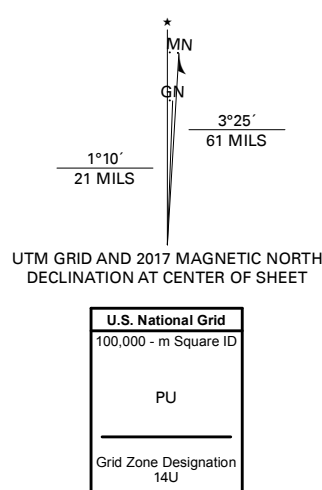 ★
MN
GN
3°25´
61 MILS
1°10´
21 MILS
UTM GRID AND 2017 MAGNETIC NORTH
DECLINATION AT CENTER OF SHEET
U.S. National Grid
100,000 - m Square ID
PU
Grid Zone Designation
14U